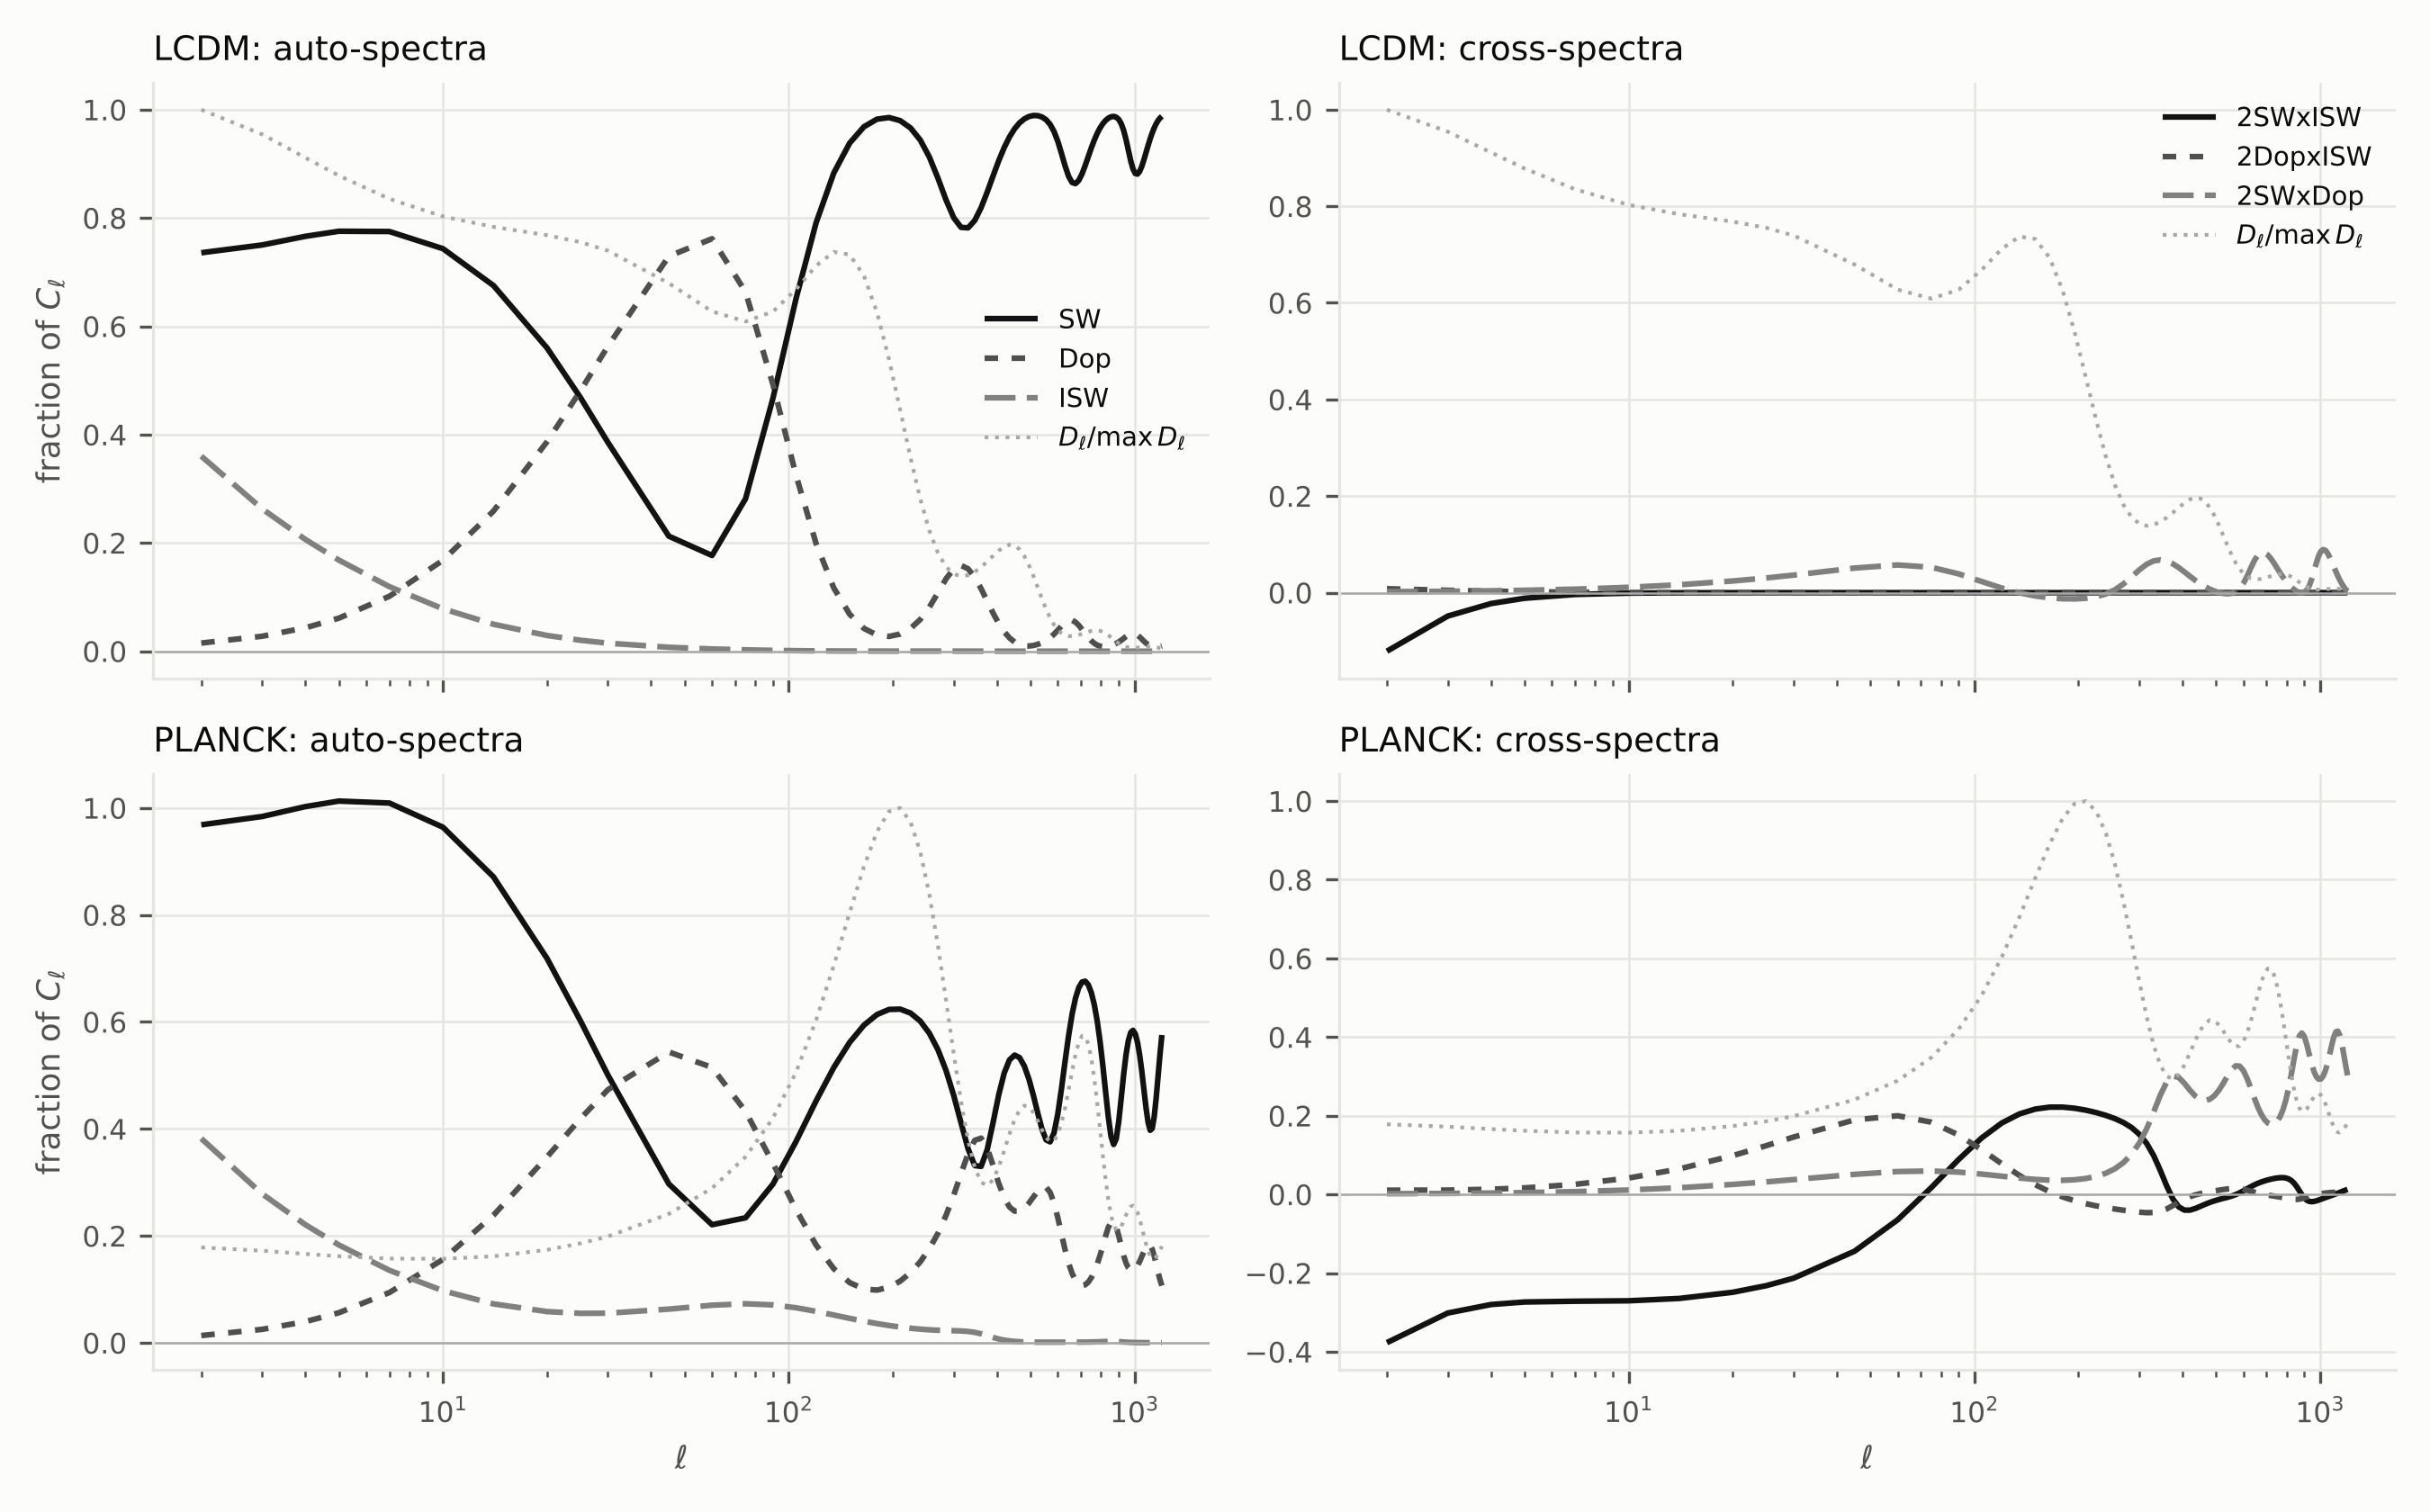 LCDM: auto-spectra
fraction of Cℓ
1.0
0.8
0.6
0.4
0.2
0.0
SW
Dop
ISW
Dℓ/max Dℓ
LCDM: cross-spectra
1.0
0.8
0.6
0.4
0.2
0.0
2SWxISW
2DopxISW
2SWxDop
Dℓ/max Dℓ
PLANCK: auto-spectra
fraction of Cℓ
1.0
0.8
0.6
0.4
0.2
0.0
10¹
10²
10³
ℓ
PLANCK: cross-spectra
1.0
0.8
0.6
0.4
0.2
0.0
−0.2
−0.4
10¹
10²
10³
ℓ